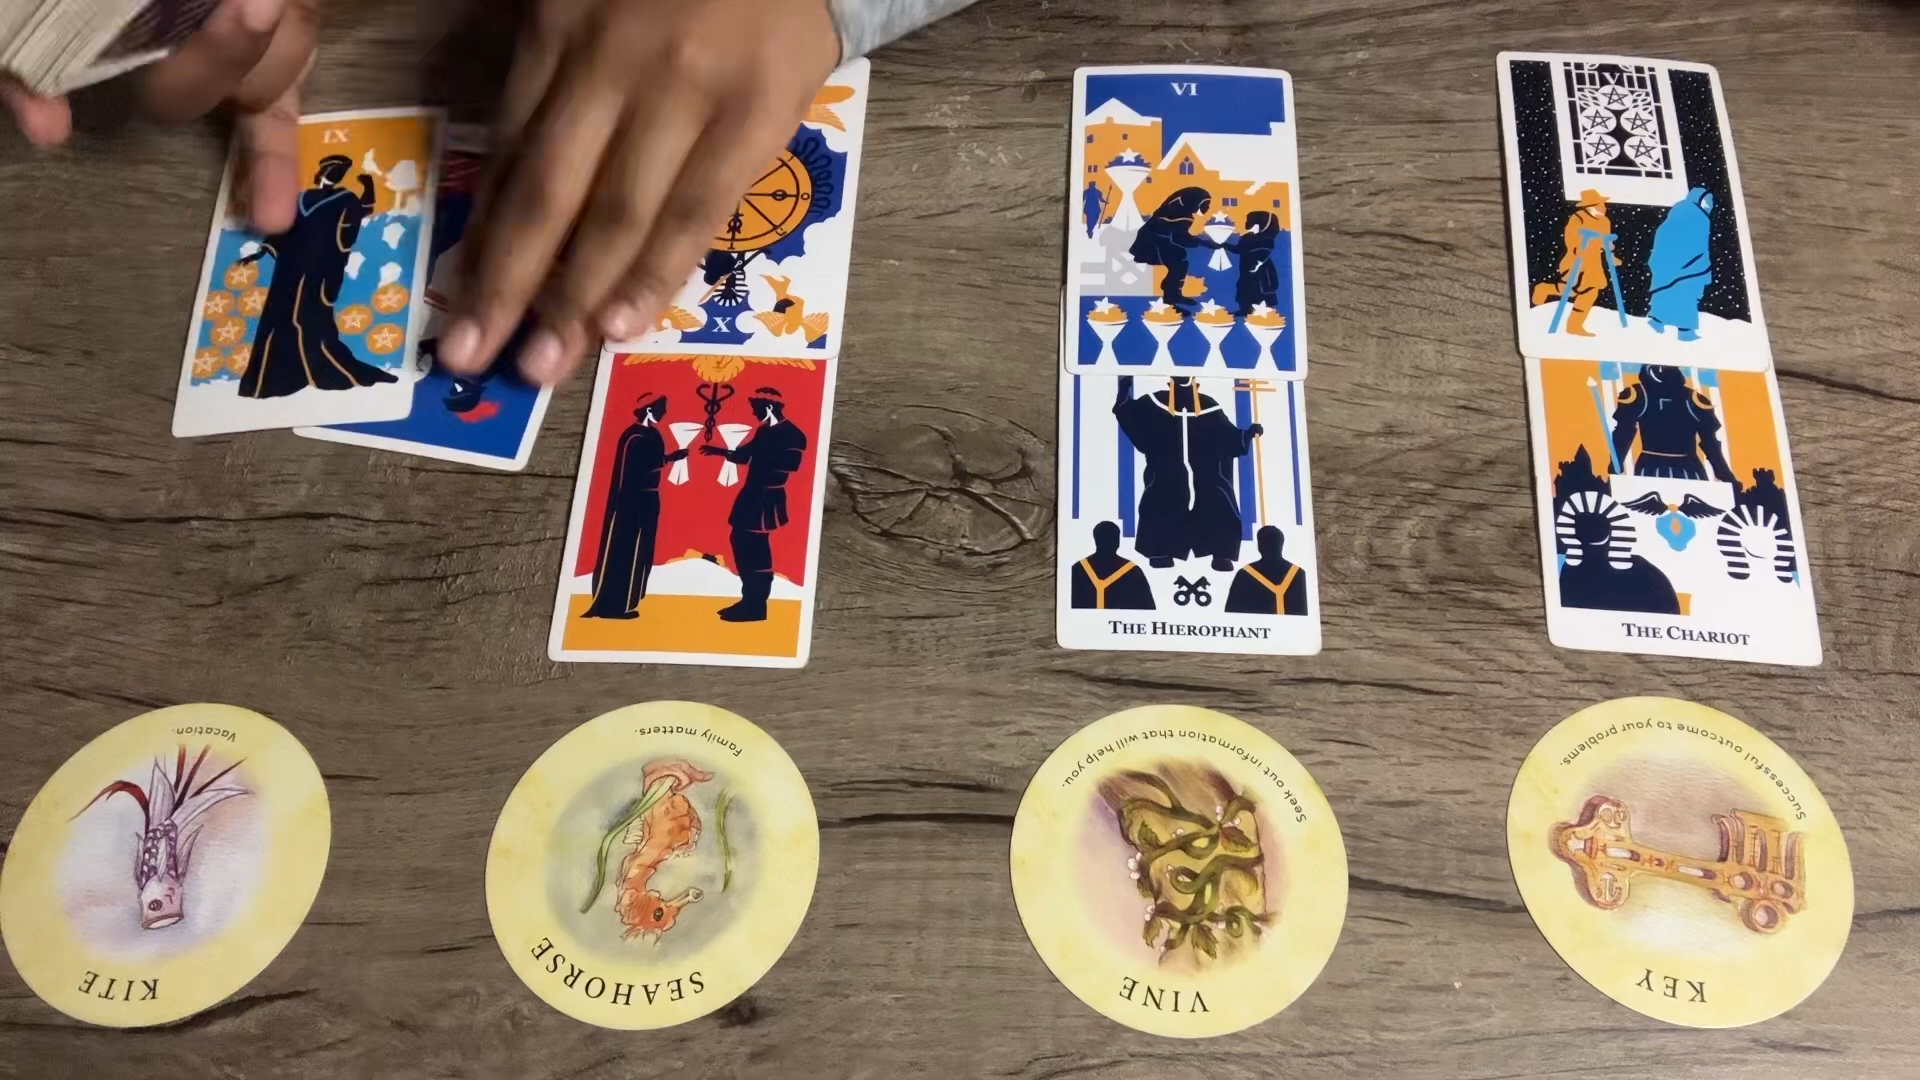 IX
X
VI
V
THE HIEROPHANT
THE CHARIOT
Vacation.
KITE
Family matters.
SEAHORSE
Seek out information that will help you.
VINE
Successful outcome to your problems.
KEY